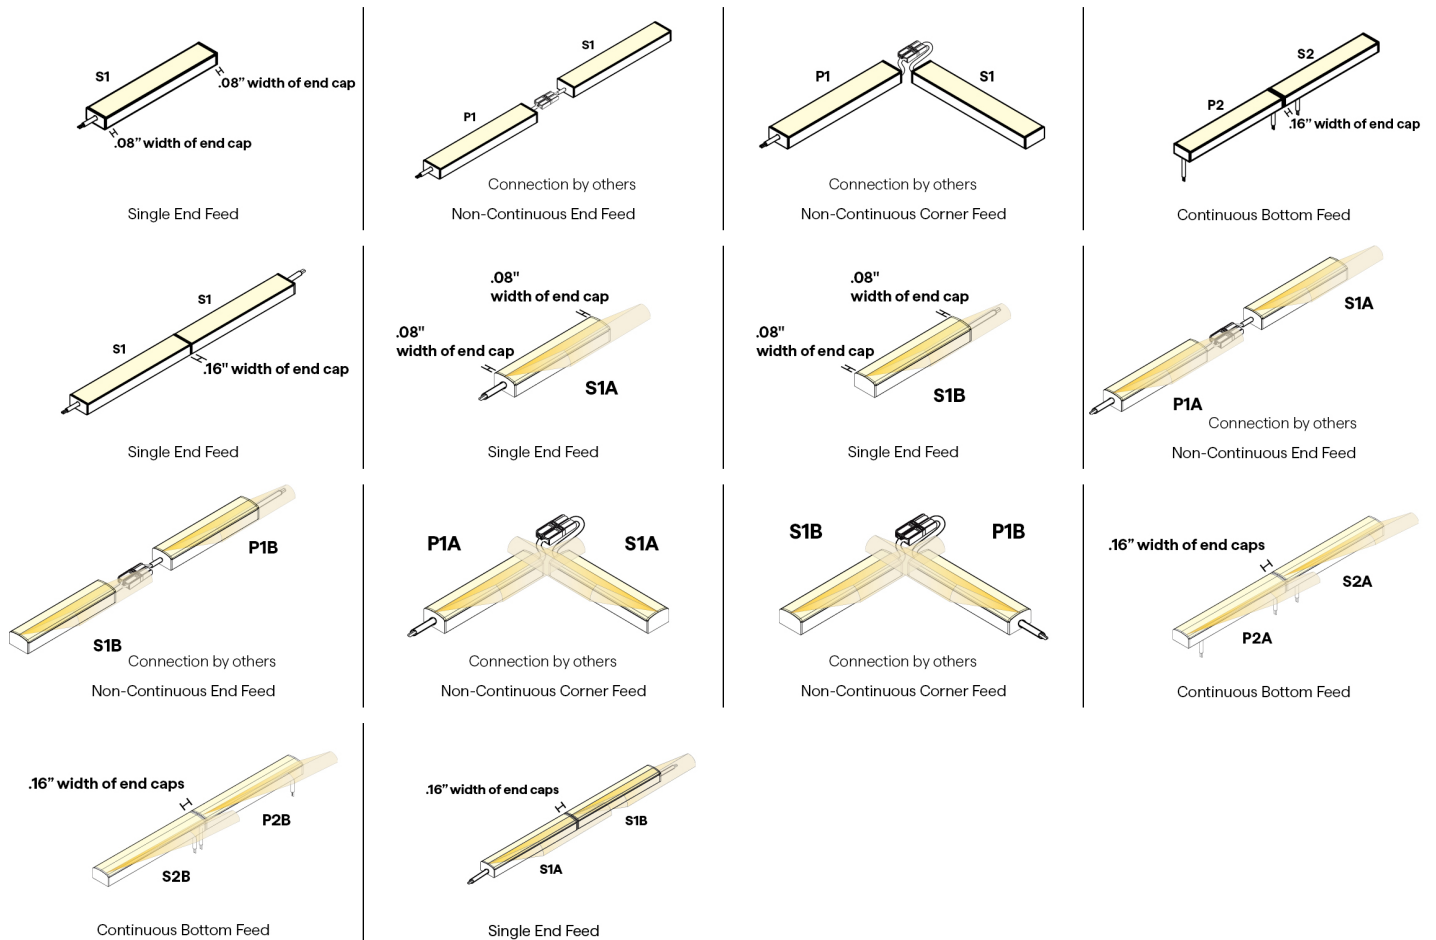 S1
.08” width of end cap
.08” width of end cap
Single End Feed
S1
P1
Connection by others
Non-Continuous End Feed
P1
S1
Connection by others
Non-Continuous Corner Feed
S2
P2
.16” width of end cap
Continuous Bottom Feed
S1
S1
.16" width of end cap
Single End Feed
.08"
width of end cap
.08"
width of end cap
S1A
Single End Feed
.08"
width of end cap
.08"
width of end cap
S1B
Single End Feed
S1A
P1A
Connection by others
Non-Continuous End Feed
P1B
S1B
Connection by others
Non-Continuous End Feed
P1A
S1A
Connection by others
Non-Continuous Corner Feed
S1B
P1B
Connection by others
Non-Continuous Corner Feed
.16” width of end caps
S2A
P2A
Continuous Bottom Feed
.16” width of end caps
P2B
S2B
Continuous Bottom Feed
.16” width of end caps
S1B
S1A
Single End Feed